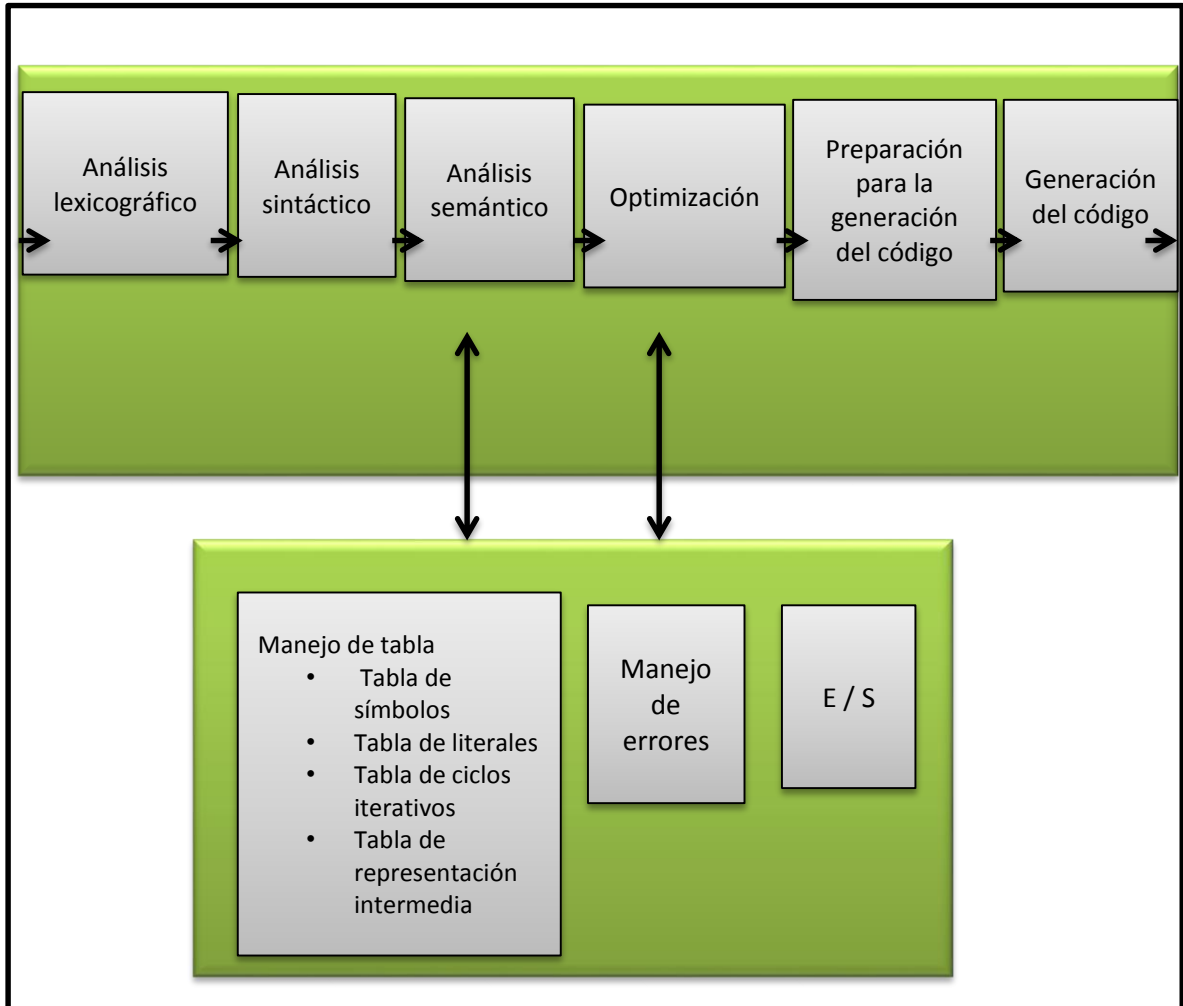 Análisis
lexicográfico
Análisis
sintáctico
Análisis
semántico
Optimización
Preparación
para la
generación
del código
Generación
del código
Manejo de tabla
• Tabla de
símbolos
• Tabla de literales
• Tabla de ciclos
iterativos
• Tabla de
representación
intermedia
Manejo
de
errores
E / S